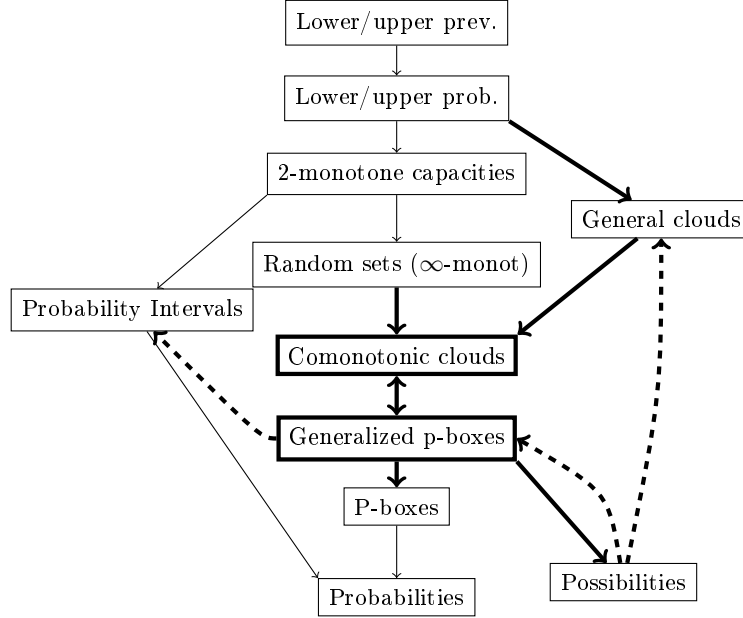 Lower/upper prev.
Lower/upper prob.
2-monotone capacities
General clouds
Random sets (∞-monot)
Probability Intervals
Comonotonic clouds
Generalized p-boxes
P-boxes
Possibilities
Probabilities